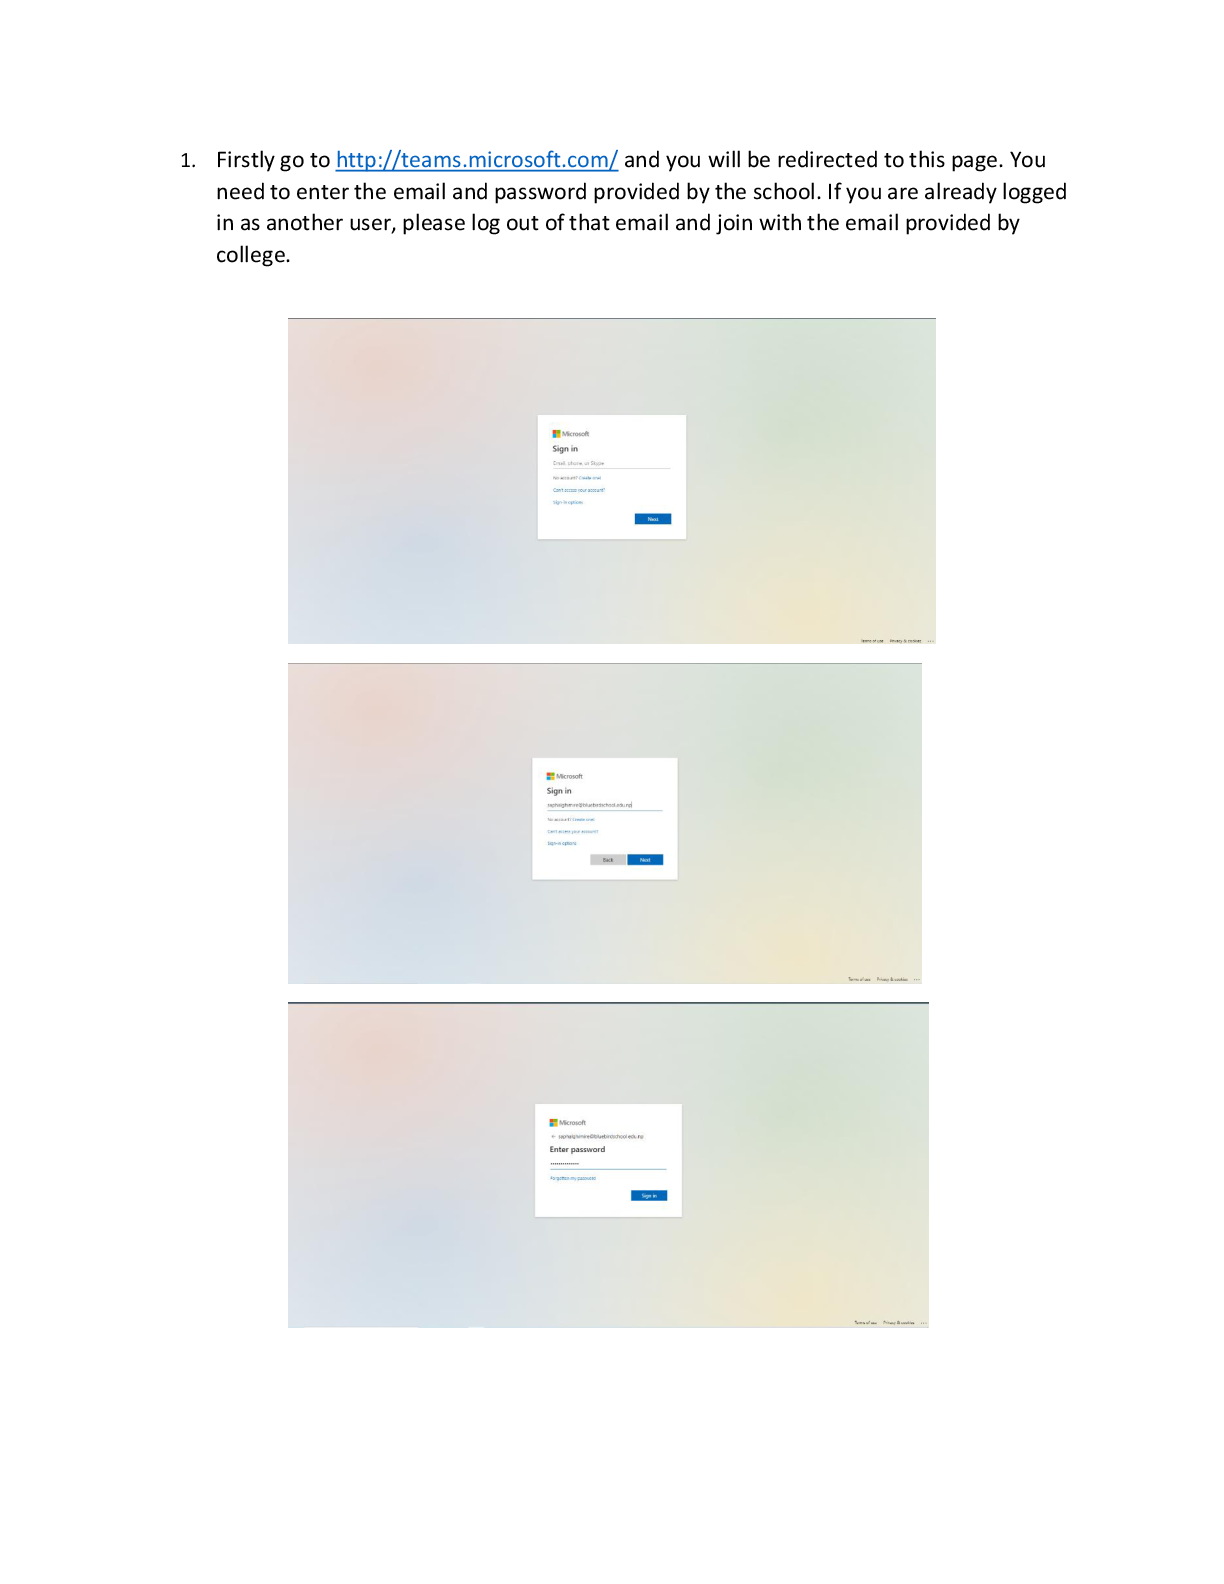 1. Firstly go to http://teams.microsoft.com/ and you will be redirected to this page. You
need to enter the email and password provided by the school. If you are already logged
in as another user, please log out of that email and join with the email provided by
college.
Microsoft
Sign in
Email, phone, or Skype
No account? Create one!
Can't access your account?
Sign-in options
Next
Terms of use Privacy & cookies ...
Microsoft
Sign in
saphalghimire@bluebirdschool.edu.np
No account? Create one!
Can't access your account?
Sign-in options
Back Next
Terms of use Privacy & cookies ...
Microsoft
← saphalghimire@bluebirdschool.edu.np
Enter password
••••••••••••••
Forgotten my password
Sign in
Terms of use Privacy & cookies ...